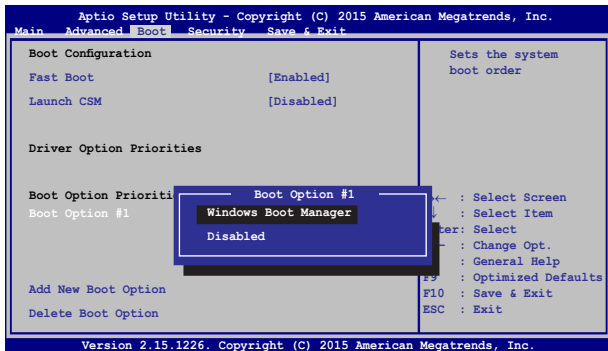 Aptio Setup Utility - Copyright (C) 2015 American Megatrends, Inc.
Main Advanced Boot Security Save & Exit
Boot Configuration
Fast Boot [Enabled]
Launch CSM [Disabled]
Driver Option Priorities
Boot Option Prioriti
Boot Option #1
Add New Boot Option
Delete Boot Option
Boot Option #1
Windows Boot Manager
Disabled
Sets the system
boot order
← : Select Screen
: Select Item
ter: Select
— : Change Opt.
: General Help
F9 : Optimized Defaults
F10 : Save & Exit
ESC : Exit
Version 2.15.1226. Copyright (C) 2015 American Megatrends, Inc.